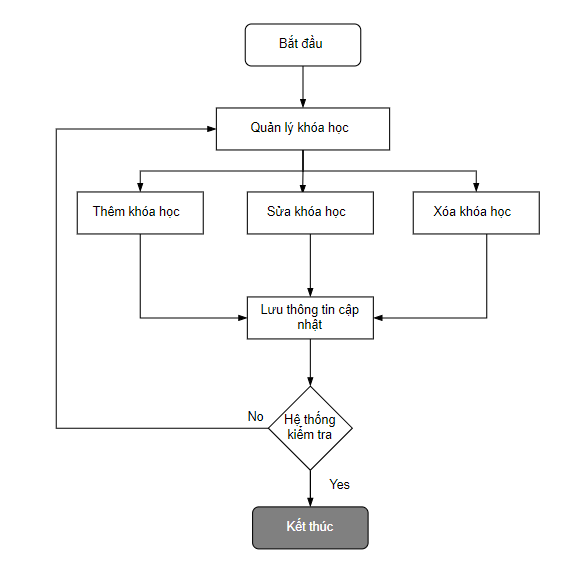 Bắt đầu
Quản lý khóa học
Thêm khóa học
Sửa khóa học
Xóa khóa học
Lưu thông tin cập
nhật
Hệ thống
kiểm tra
No
Yes
Kết thúc